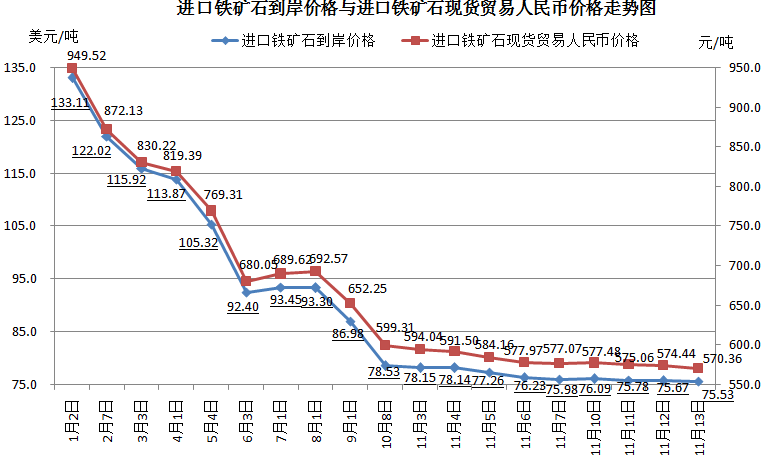 进口铁矿石到岸价格与进口铁矿石现货贸易人民币价格走势图
美元/吨
进口铁矿石到岸价格
进口铁矿石现货贸易人民币价格
元/吨
135.0
125.0
115.0
105.0
95.0
85.0
75.0
950.0
900.0
850.0
800.0
750.0
700.0
650.0
600.0
550.0
949.52
872.13
830.22
819.39
769.31
680.05
689.62
692.57
652.25
599.31
594.04
591.50
584.16
577.97
577.07
577.48
575.06
574.44
570.36
133.11
122.02
115.92
113.87
105.32
92.40
93.45
93.30
86.98
78.53
78.15
78.14
77.26
76.23
75.98
76.09
75.78
75.67
75.53
1月2日
2月7日
3月3日
4月1日
5月4日
6月3日
7月1日
8月1日
9月1日
10月8日
11月3日
11月4日
11月5日
11月6日
11月7日
11月10日
11月11日
11月12日
11月13日